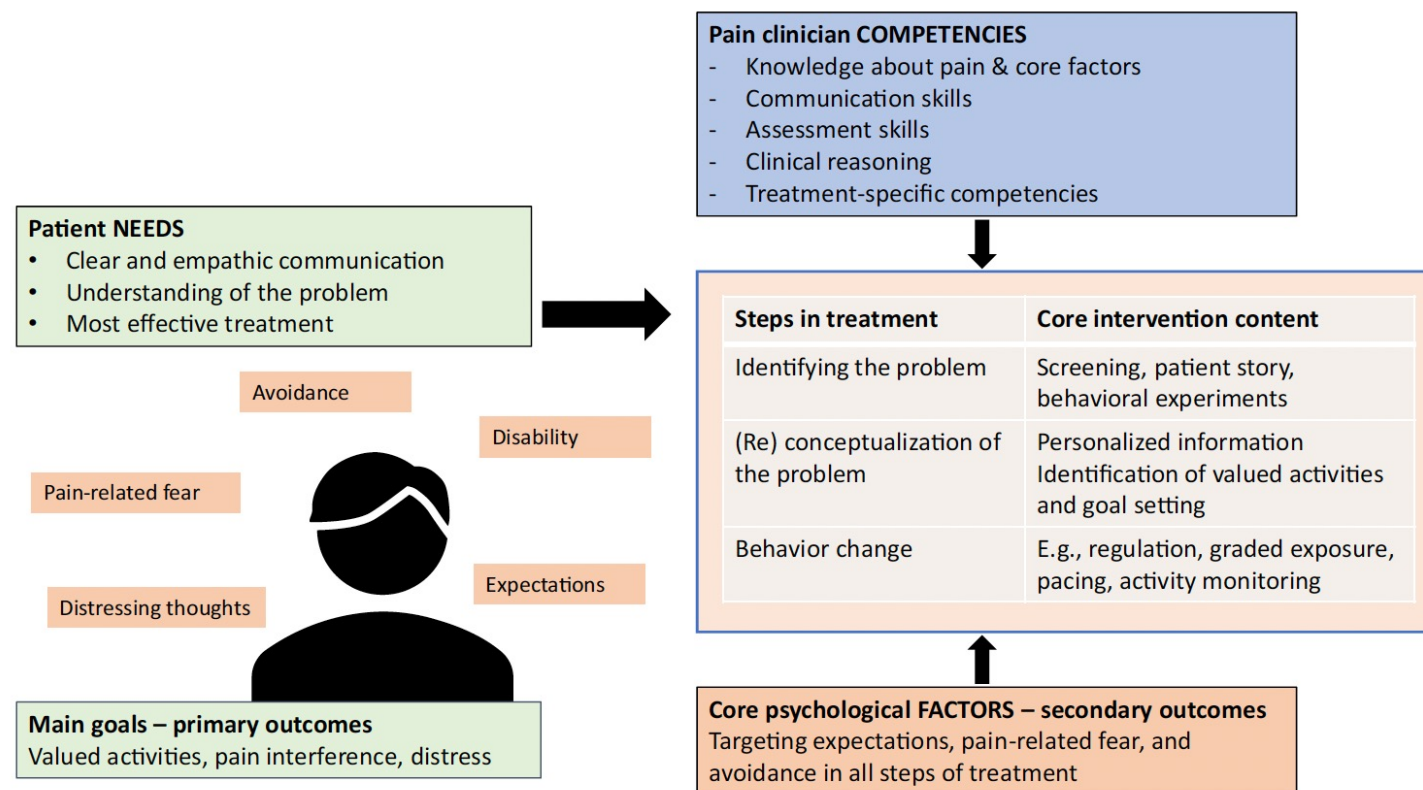 Pain clinician COMPETENCIES
- Knowledge about pain & core factors
- Communication skills
- Assessment skills
- Clinical reasoning
- Treatment-specific competencies
Patient NEEDS
• Clear and empathic communication
• Understanding of the problem
• Most effective treatment
Avoidance
Disability
Pain-related fear
Expectations
Distressing thoughts
Main goals – primary outcomes
Valued activities, pain interference, distress
Steps in treatment
Core intervention content
Identifying the problem
Screening, patient story,
behavioral experiments
(Re) conceptualization of
the problem
Personalized information
Identification of valued activities
and goal setting
Behavior change
E.g., regulation, graded exposure,
pacing, activity monitoring
Core psychological FACTORS – secondary outcomes
Targeting expectations, pain-related fear, and
avoidance in all steps of treatment